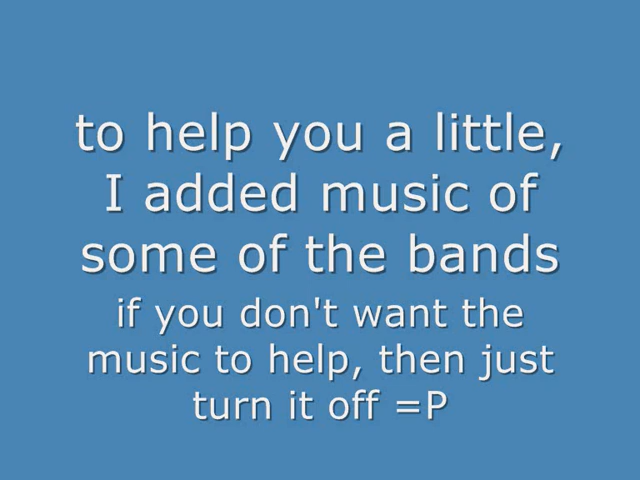 to help you a little,
I added music of
some of the bands
if you don't want the
music to help, then just
turn it off =P